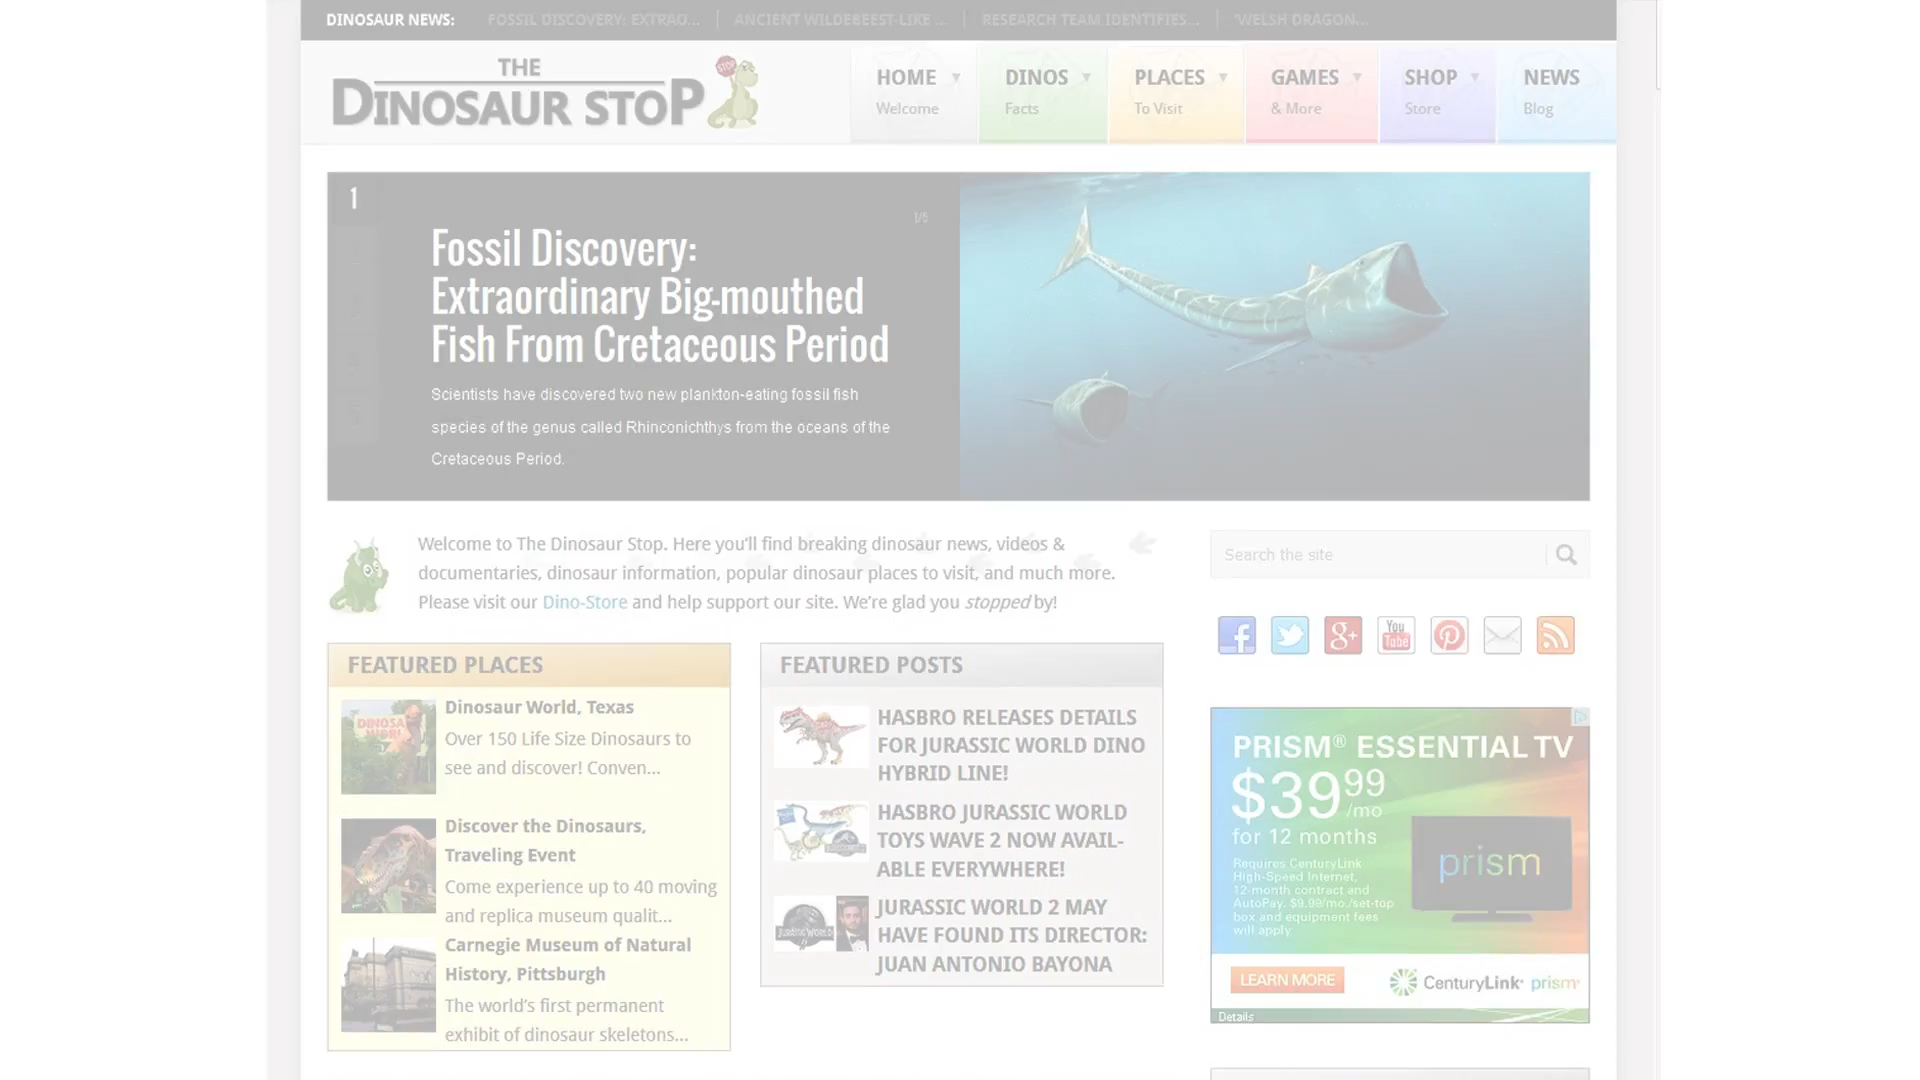 DINOSAUR NEWS: FOSSIL DISCOVERY: EXTRAO... ANCIENT WILDEBEEST-LIKE ... RESEARCH TEAM IDENTIFIES... 'WELSH DRAGON...
THE
DINOSAUR STOP
STOP
HOME DINOS PLACES GAMES SHOP NEWS
Welcome Facts To Visit & More Store Blog
1
1/5
Fossil Discovery:
Extraordinary Big-mouthed
Fish From Cretaceous Period
Scientists have discovered two new plankton-eating fossil fish
species of the genus called Rhinconichthys from the oceans of the
Cretaceous Period.
Welcome to The Dinosaur Stop. Here you'll find breaking dinosaur news, videos &
documentaries, dinosaur information, popular dinosaur places to visit, and much more.
Please visit our Dino-Store and help support our site. We're glad you stopped by!
Search the site
You
Tube
FEATURED PLACES
Dinosaur World, Texas
Over 150 Life Size Dinosaurs to
see and discover! Conven...
Discover the Dinosaurs,
Traveling Event
Come experience up to 40 moving
and replica museum qualit...
Carnegie Museum of Natural
History, Pittsburgh
The world's first permanent
exhibit of dinosaur skeletons...
FEATURED POSTS
HASBRO RELEASES DETAILS
FOR JURASSIC WORLD DINO
HYBRID LINE!
HASBRO JURASSIC WORLD
TOYS WAVE 2 NOW AVAIL-
ABLE EVERYWHERE!
JURASSIC WORLD
JURASSIC WORLD 2 MAY
HAVE FOUND ITS DIRECTOR:
JUAN ANTONIO BAYONA
PRISM® ESSENTIAL TV
$39.99/mo
for 12 months
Requires CenturyLink
High-Speed Internet,
12-month contract and
AutoPay. $9.99/mo./set-top
box and equipment fees
will apply.
prism
LEARN MORE
CenturyLink prism
Details